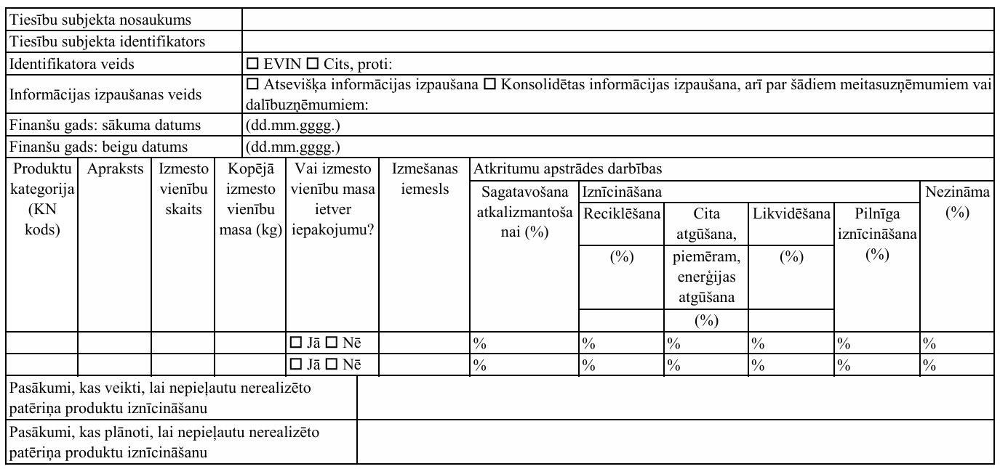 Tiesību subjekta nosaukums
Tiesību subjekta identifikators
Identifikatora veids
☐ EVIN ☐ Cits, proti:
Informācijas izpaušanas veids
☐ Atsevišķa informācijas izpaušana ☐ Konsolidētas informācijas izpaušana, arī par šādiem meitasuzņēmumiem vai
dalībuzņēmumiem:
Finanšu gads: sākuma datums
(dd.mm.gggg.)
Finanšu gads: beigu datums
(dd.mm.gggg.)
Produktu
kategorija
(KN
kods)
Apraksts
Izmesto
vienību
skaits
Kopējā
izmesto
vienību
masa (kg)
Vai izmesto
vienību masa
ietver
iepakojumu?
Izmešanas
iemesls
Atkritumu apstrādes darbības
Sagatavošana
atkalizmantoša
nai (%)
Iznīcināšana
Reciklēšana
(%)
Cita
atgūšana,
piemēram,
enerģijas
atgūšana
(%)
Likvidēšana
(%)
Pilnīga
iznīcināšana
(%)
Nezināma
(%)
☐ Jā ☐ Nē
%
%
%
%
%
%
☐ Jā ☐ Nē
%
%
%
%
%
%
Pasākumi, kas veikti, lai nepieļautu nerealizēto
patēriņa produktu iznīcināšanu
Pasākumi, kas plānoti, lai nepieļautu nerealizēto
patēriņa produktu iznīcināšanu